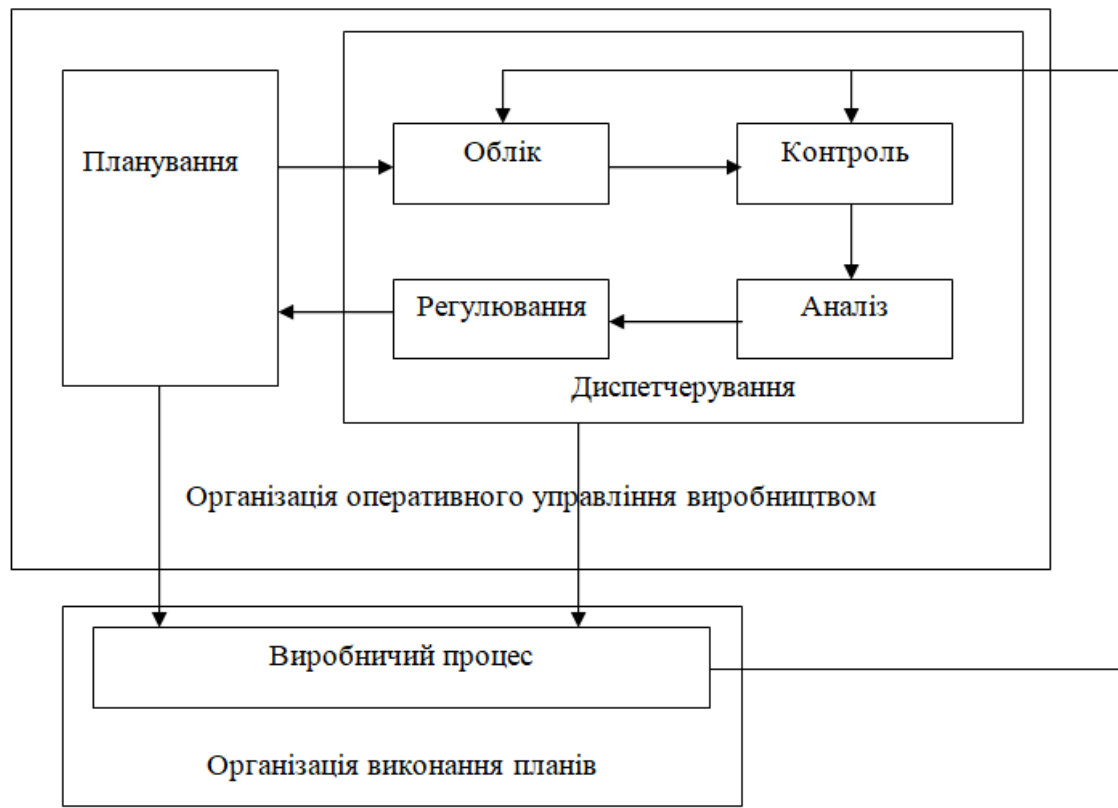 Планування
Облік
Контроль
Регулювання
Аналіз
Диспетчерування
Організація оперативного управління виробництвом
Виробничий процес
Організація виконання планів